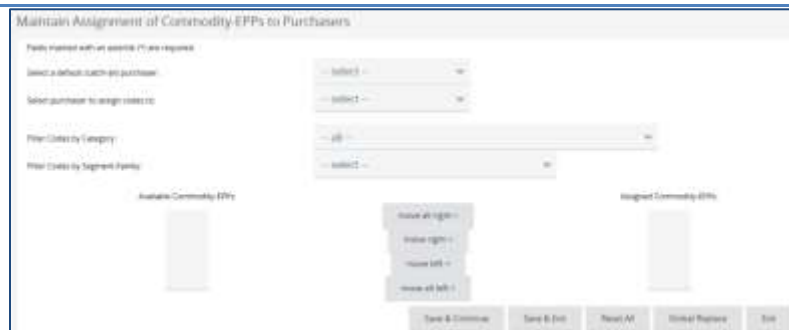 Maintain Assignment of Commodity-EPPs to Purchasers
Fields marked with an asterisk (*) are required.
Select a default (catch-all) purchaser:
-- select --
Select purchaser to assign codes to:
-- select --
Filter Codes by Category:
-- all --
Filter Codes by Segment-Family:
-- select --
Available Commodity-EPPs
Assigned Commodity-EPPs
move all right >
move right >
move left <
move all left <
Save & Continue
Save & Exit
Reset All
Global Replace
Exit